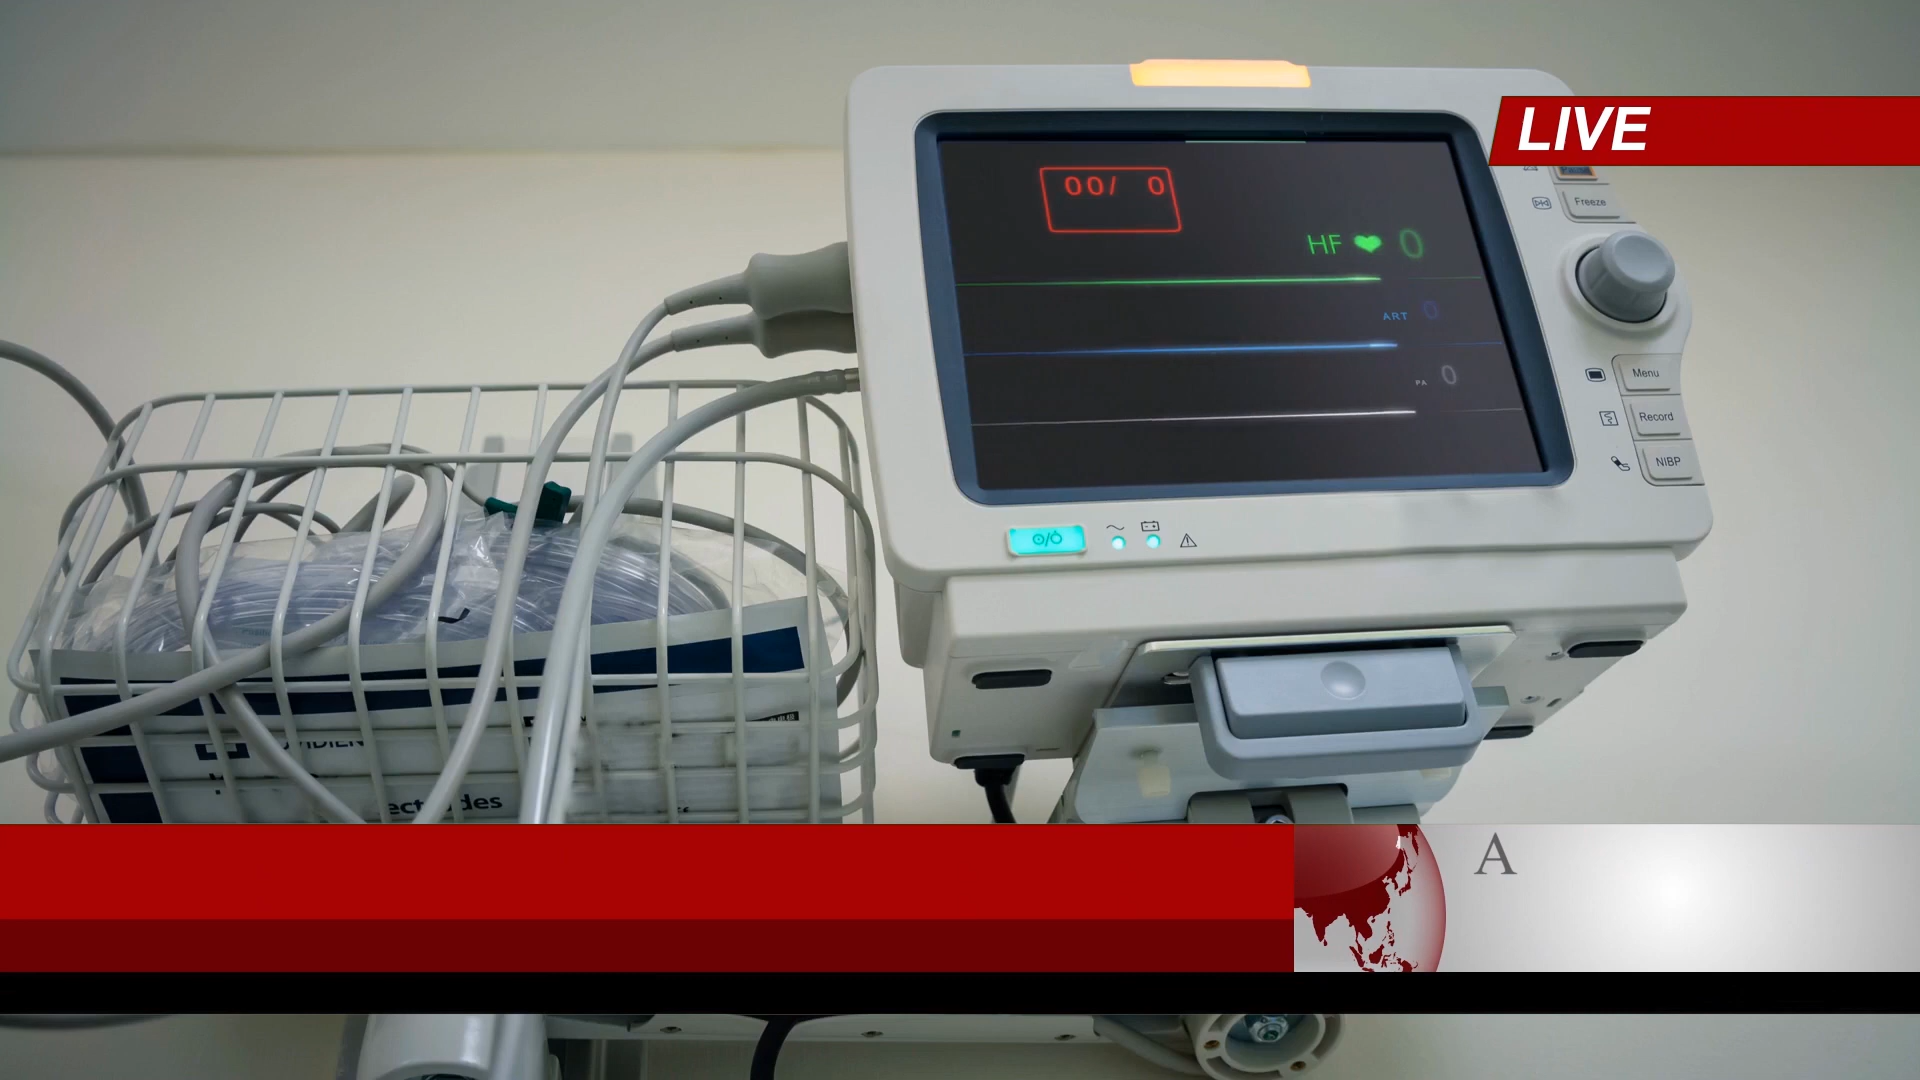 LIVE
00/ 0
Freeze
HF 0
ART 0
PA 0
Menu
Record
NIBP
A